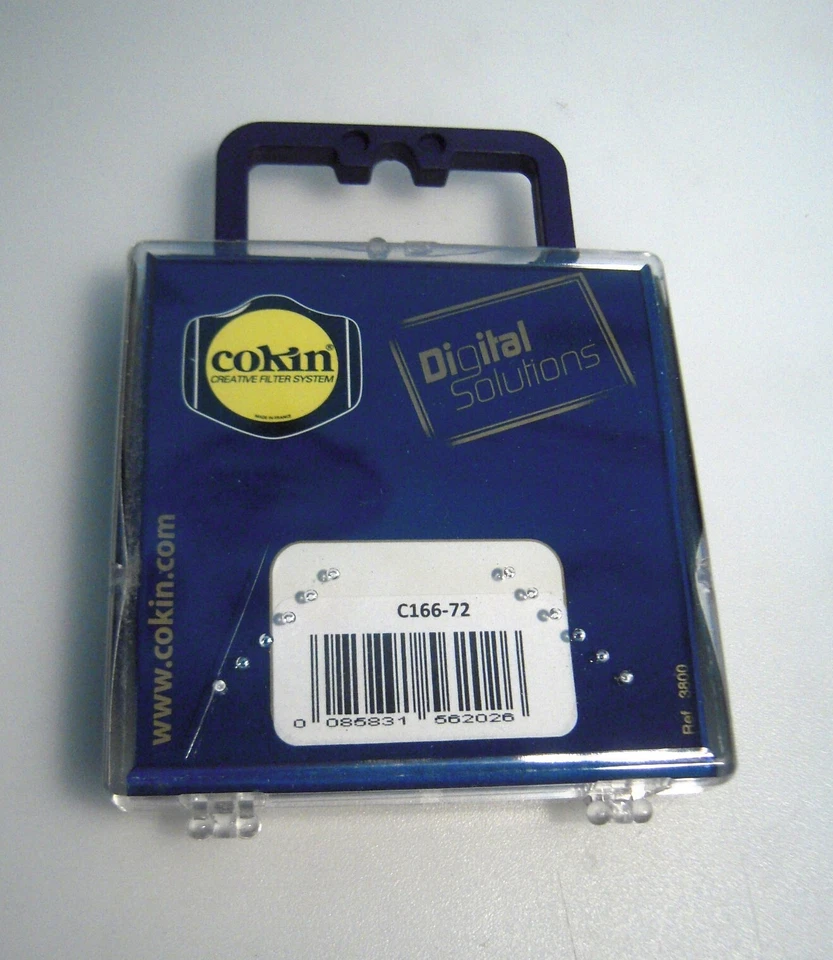 cokin®
CREATIVE FILTER SYSTEM
MADE IN FRANCE
Digital
Solutions
www.cokin.com
C166-72
0 085831 562026
Ref. 3800